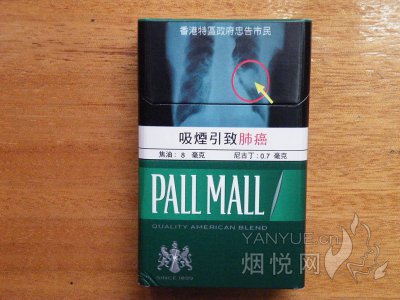 香港特區政府忠告市民
吸煙引致肺癌
焦油：8 毫克 尼古丁：0.7 毫克
PALL MALL
QUALITY AMERICAN BLEND
SINCE 1899
YANYUE.cn
烟悦网